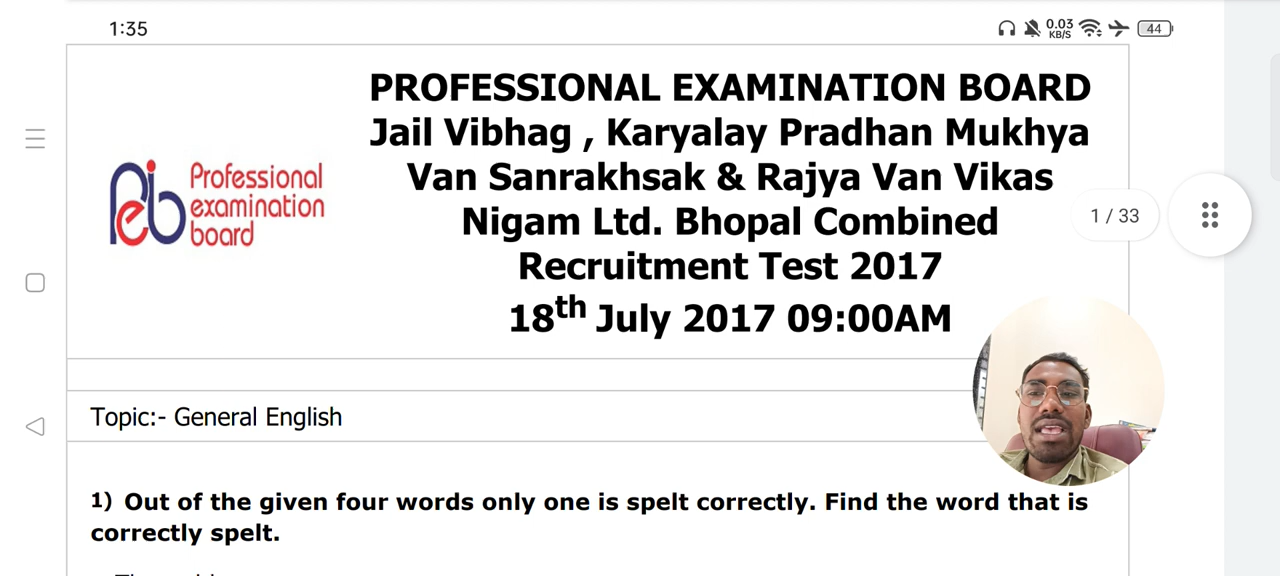 1:35
0.03
KB/S
44
PROFESSIONAL EXAMINATION BOARD
Jail Vibhag , Karyalay Pradhan Mukhya
Van Sanrakhsak & Rajya Van Vikas
Nigam Ltd. Bhopal Combined
Recruitment Test 2017
18th July 2017 09:00AM
Peb
Professional
examination
board
1 / 33
Topic:- General English
1) Out of the given four words only one is spelt correctly. Find the word that is
correctly spelt.